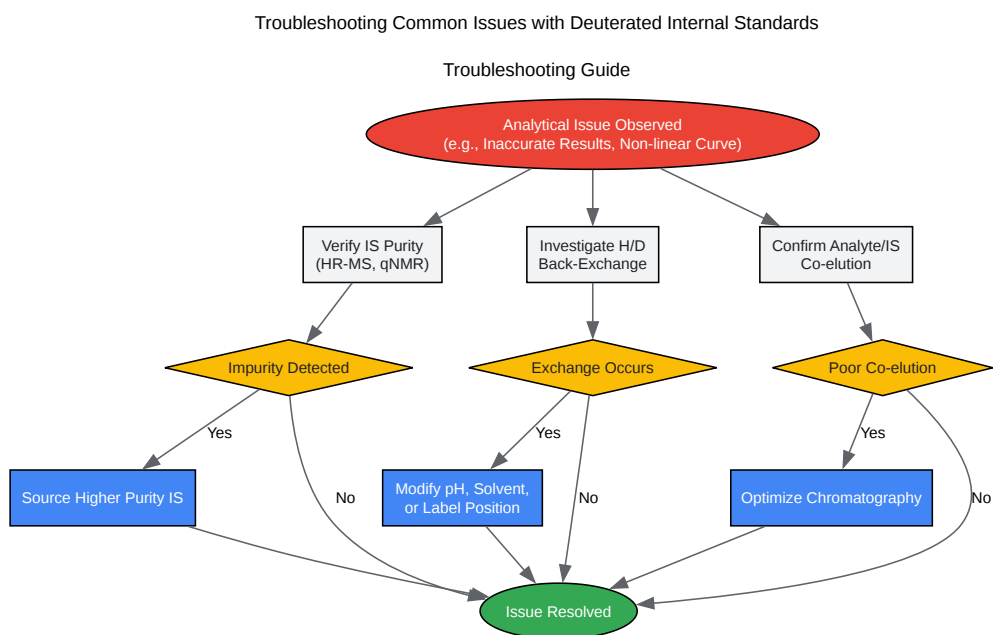 Troubleshooting Common Issues with Deuterated Internal Standards
Troubleshooting Guide
Analytical Issue Observed
(e.g., Inaccurate Results, Non-linear Curve)
Verify IS Purity
(HR-MS, qNMR)
Investigate H/D
Back-Exchange
Confirm Analyte/IS
Co-elution
Impurity Detected
Exchange Occurs
Poor Co-elution
Yes
Yes
Yes
Source Higher Purity IS
No
Modify pH, Solvent,
or Label Position
No
Optimize Chromatography
No
Issue Resolved